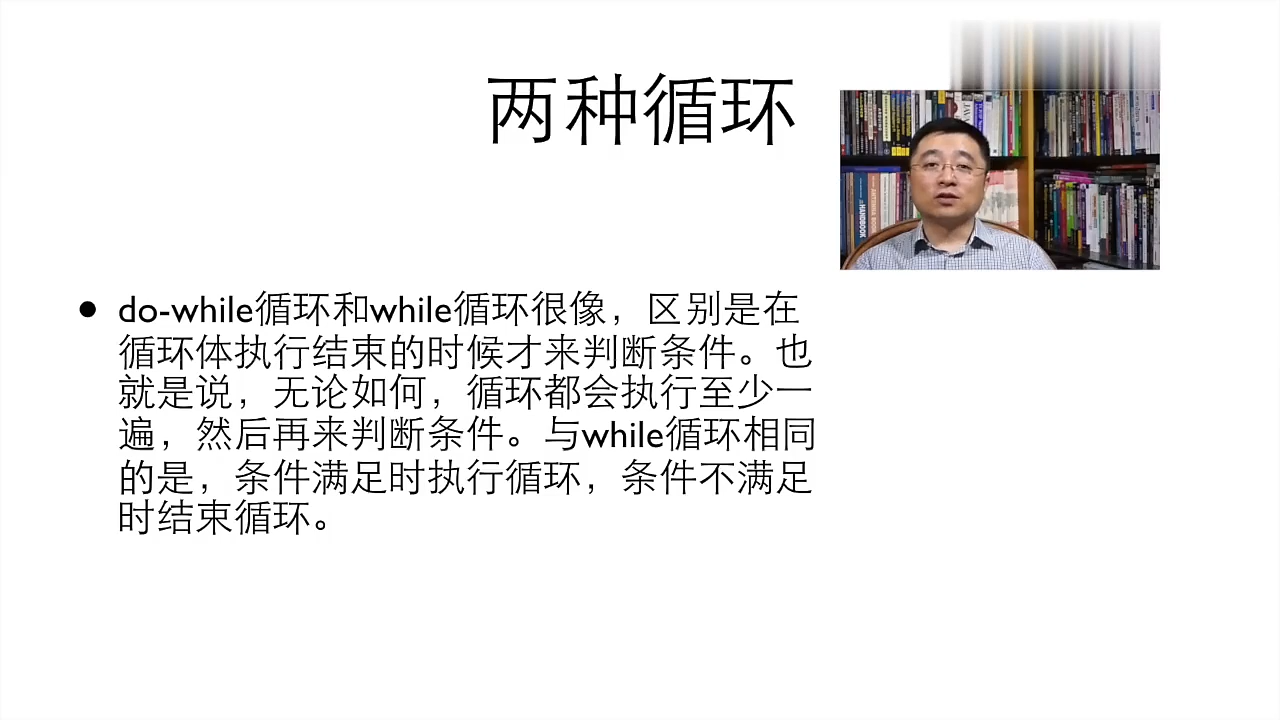 两种循环
• do-while循环和while循环很像，区别是在
循环体执行结束的时候才来判断条件。也
就是说，无论如何，循环都会执行至少一
遍，然后再来判断条件。与while循环相同
的是，条件满足时执行循环，条件不满足
时结束循环。
HANDBOOK